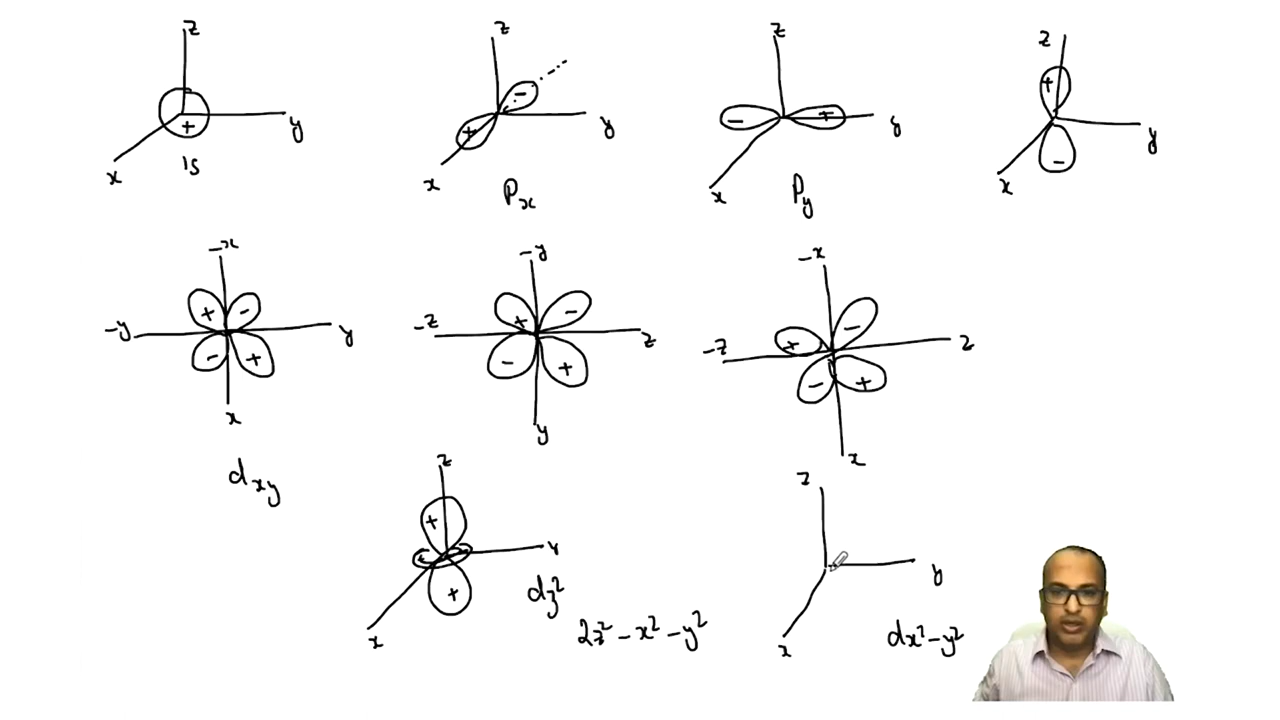 z
y
x
+
1s
z
y
x
-
+
Px
z
y
x
-
+
Py
z
y
x
+
-
-x
-y
y
x
+
-
-
+
dxy
-y
-z
z
y
+
-
-
+
-x
-z
z
x
+
-
-
+
z
y
x
+
+
dz²
2z²-x²-y²
z
y
x
dx²-y²